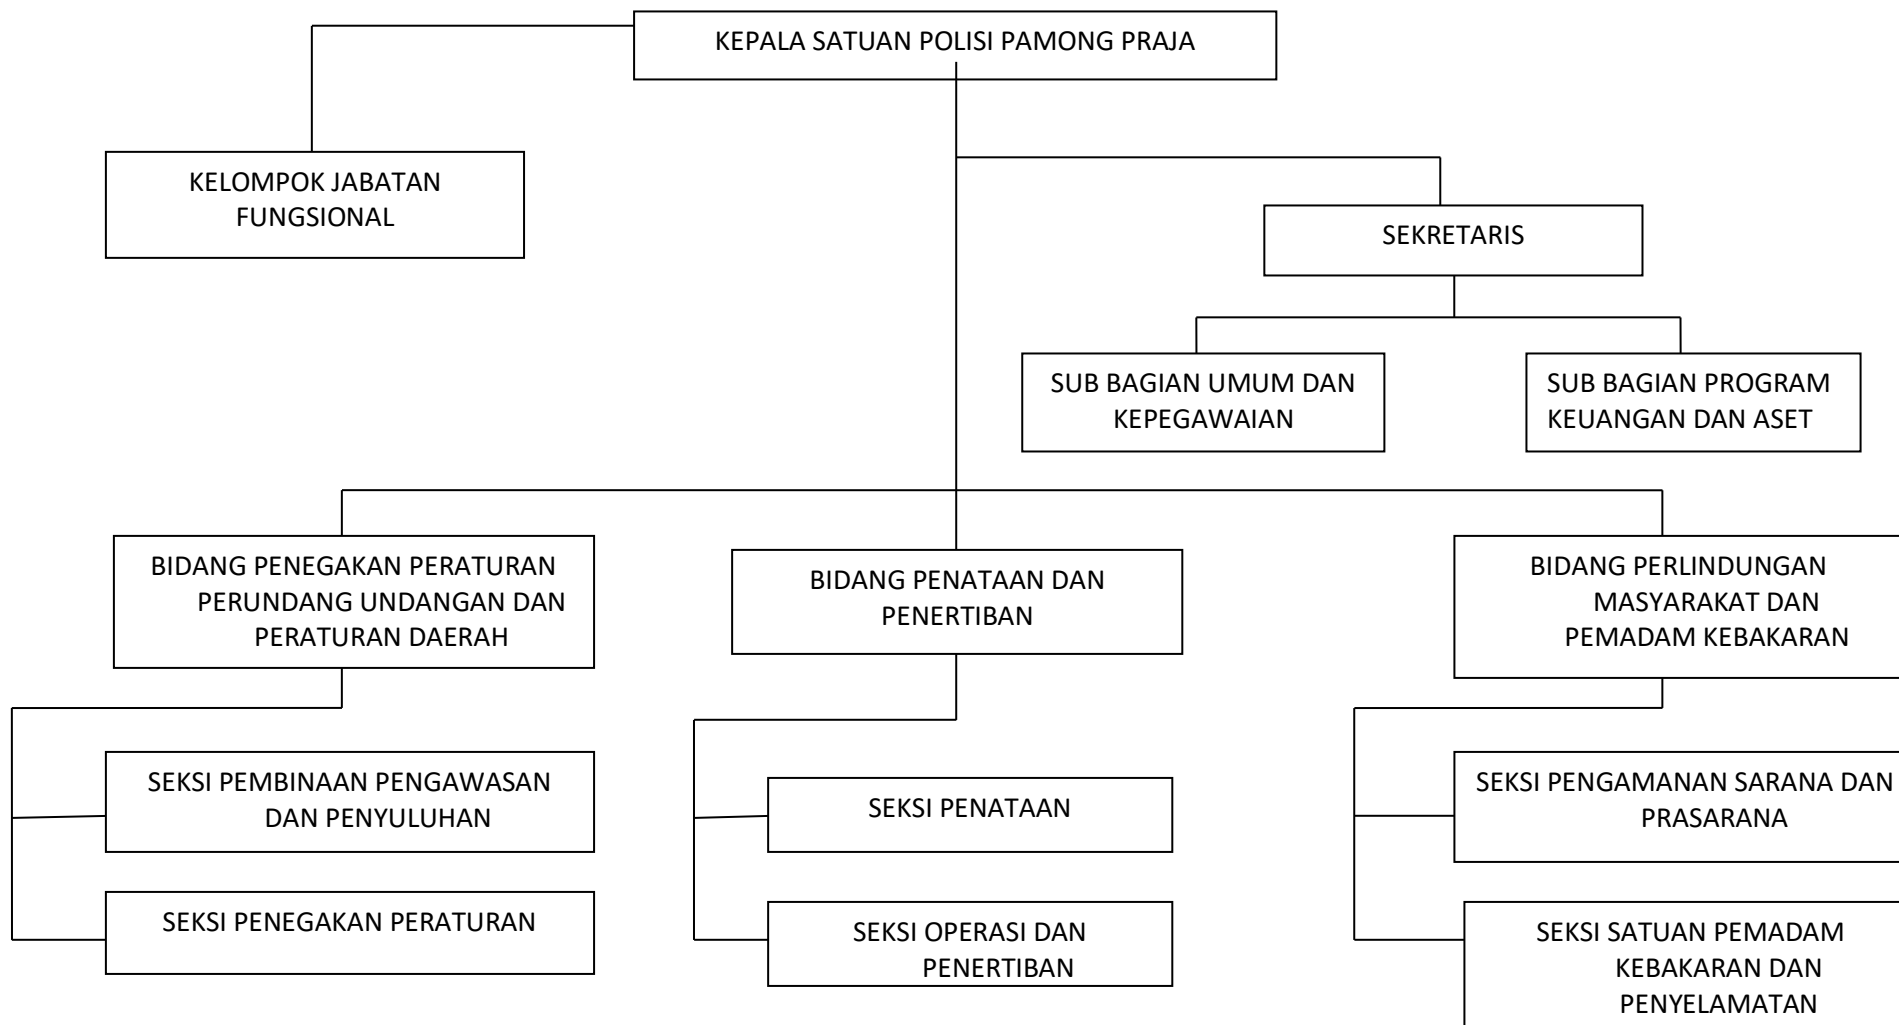 KEPALA SATUAN POLISI PAMONG PRAJA
KELOMPOK JABATAN
FUNGSIONAL
SEKRETARIS
SUB BAGIAN UMUM DAN
KEPEGAWAIAN
SUB BAGIAN PROGRAM
KEUANGAN DAN ASET
BIDANG PENEGAKAN PERATURAN
PERUNDANG UNDANGAN DAN
PERATURAN DAERAH
BIDANG PENATAAN DAN
PENERTIBAN
BIDANG PERLINDUNGAN
MASYARAKAT DAN
PEMADAM KEBAKARAN
SEKSI PEMBINAAN PENGAWASAN
DAN PENYULUHAN
SEKSI PENATAAN
SEKSI PENGAMANAN SARANA DAN
PRASARANA
SEKSI PENEGAKAN PERATURAN
SEKSI OPERASI DAN
PENERTIBAN
SEKSI SATUAN PEMADAM
KEBAKARAN DAN
PENYELAMATAN